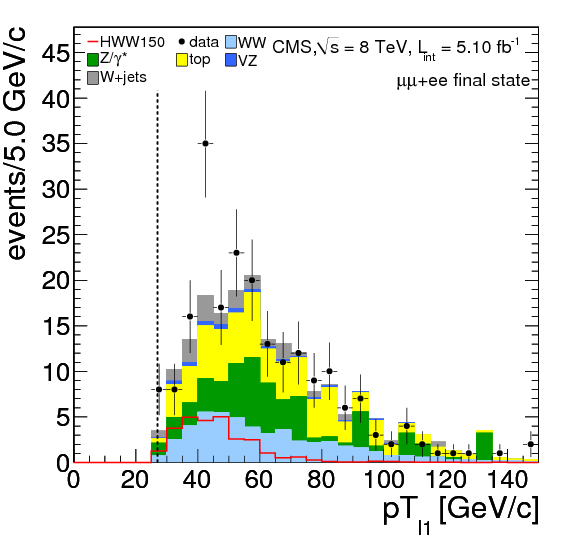 HWW150 data WW CMS,√s = 8 TeV, Lint = 5.10 fb-1
Z/γ* top VZ
W+jets μμ+ee final state
events/5.0 GeV/c
45
40
35
30
25
20
15
10
5
0
0 20 40 60 80 100 120 140
pTl1 [GeV/c]